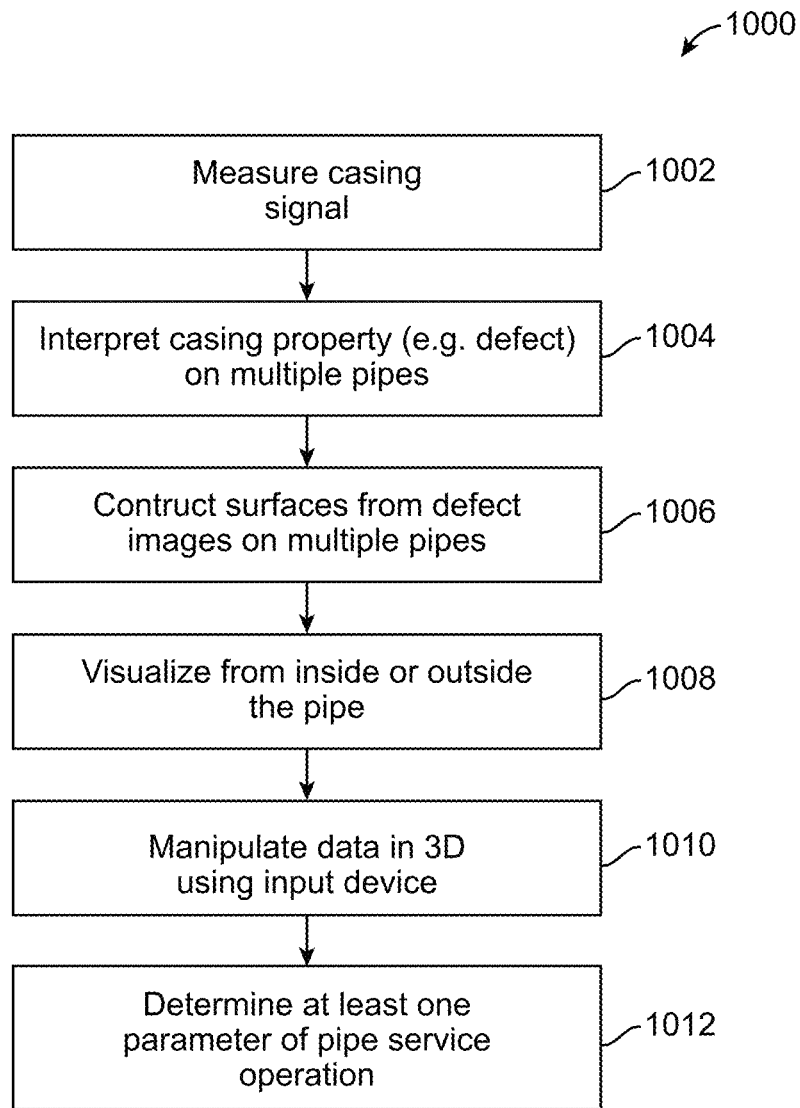 1000
Measure casing
signal
1002
Interpret casing property (e.g. defect)
on multiple pipes
1004
Contruct surfaces from defect
images on multiple pipes
1006
Visualize from inside or outside
the pipe
1008
Manipulate data in 3D
using input device
1010
Determine at least one
parameter of pipe service
operation
1012